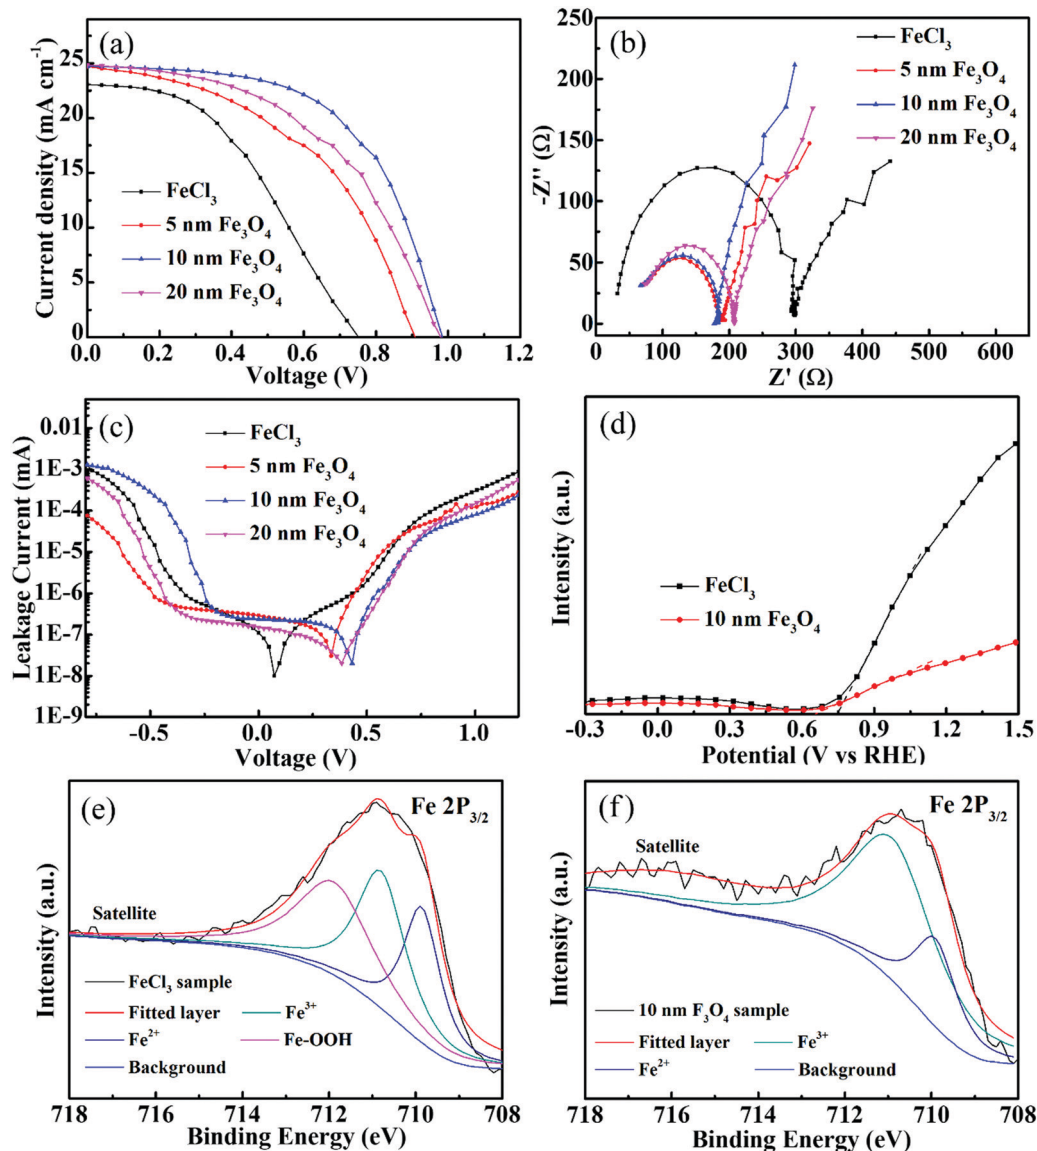 (a)
Current density (mA cm⁻¹)
25
20
15
10
5
0
0.0 0.2 0.4 0.6 0.8 1.0 1.2
Voltage (V)
FeCl₃
5 nm Fe₃O₄
10 nm Fe₃O₄
20 nm Fe₃O₄
(b)
-Z'' (Ω)
250
200
150
100
50
0
0 100 200 300 400 500 600
Z' (Ω)
FeCl₃
5 nm Fe₃O₄
10 nm Fe₃O₄
20 nm Fe₃O₄
(c)
Leakage Current (mA)
0.01
1E-3
1E-4
1E-5
1E-6
1E-7
1E-8
1E-9
-0.5 0.0 0.5 1.0
Voltage (V)
FeCl₃
5 nm Fe₃O₄
10 nm Fe₃O₄
20 nm Fe₃O₄
(d)
Intensity (a.u.)
-0.3 0.0 0.3 0.6 0.9 1.2 1.5
Potential (V vs RHE)
FeCl₃
10 nm Fe₃O₄
(e)
Fe 2P₃/₂
Intensity (a.u.)
Satellite
FeCl₃ sample
Fitted layer Fe³⁺
Fe²⁺ Fe-OOH
Background
718 716 714 712 710 708
Binding Energy (eV)
(f)
Fe 2P₃/₂
Intensity (a.u.)
Satellite
10 nm F₃O₄ sample
Fitted layer Fe³⁺
Fe²⁺ Background
718 716 714 712 710 708
Binding Energy (eV)